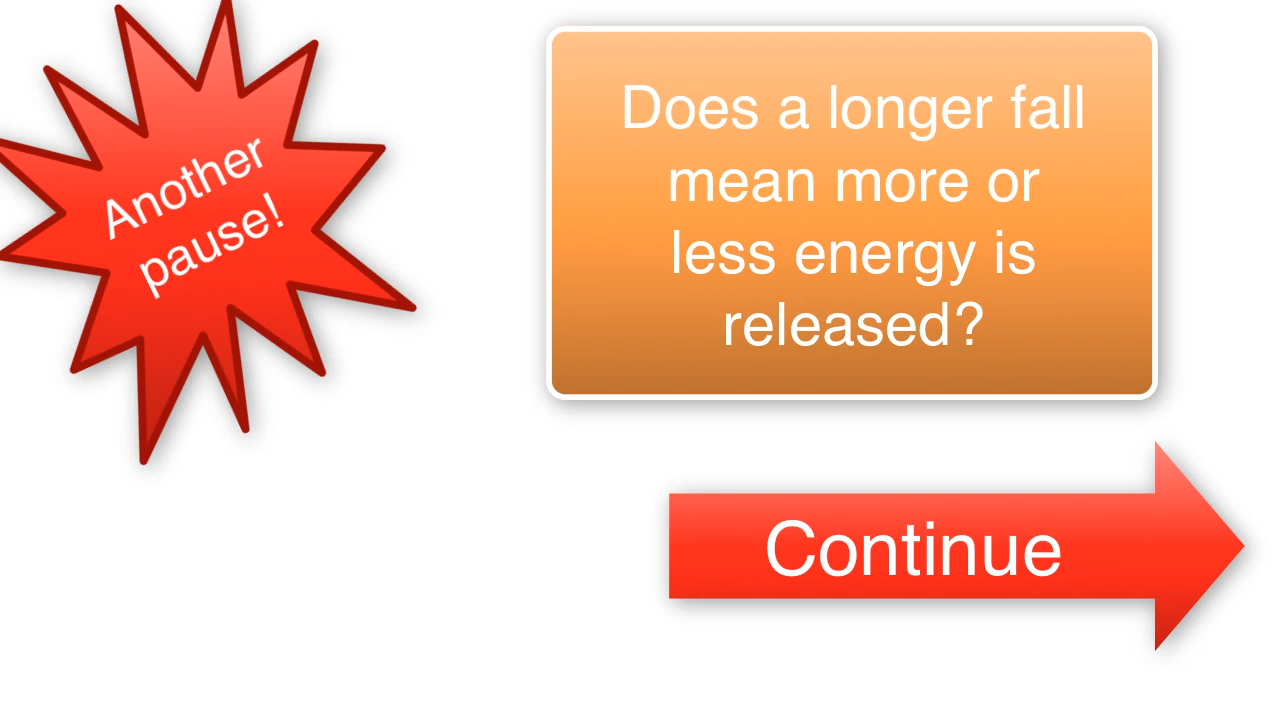 Another
pause!
Does a longer fall
mean more or
less energy is
released?
Continue